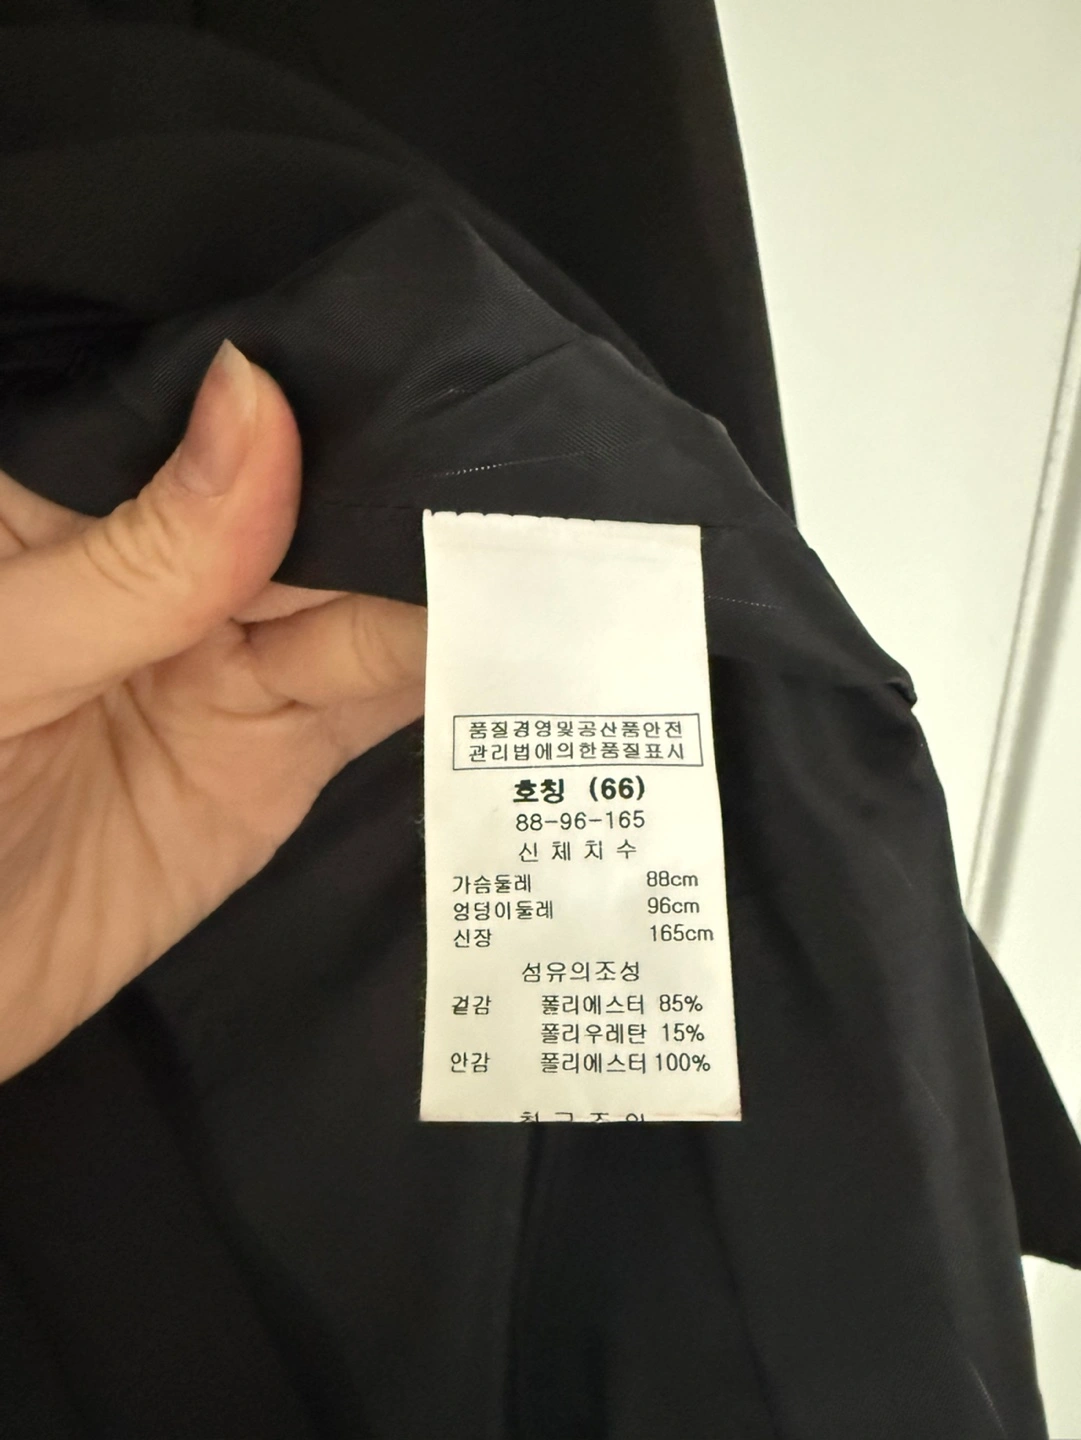 품질경영및공산품안전
관리법에의한품질표시
호칭 (66)
88-96-165
신체치수
가슴둘레 88cm
엉덩이둘레 96cm
신장 165cm
섬유의조성
겉감 폴리에스터 85%
폴리우레탄 15%
안감 폴리에스터 100%